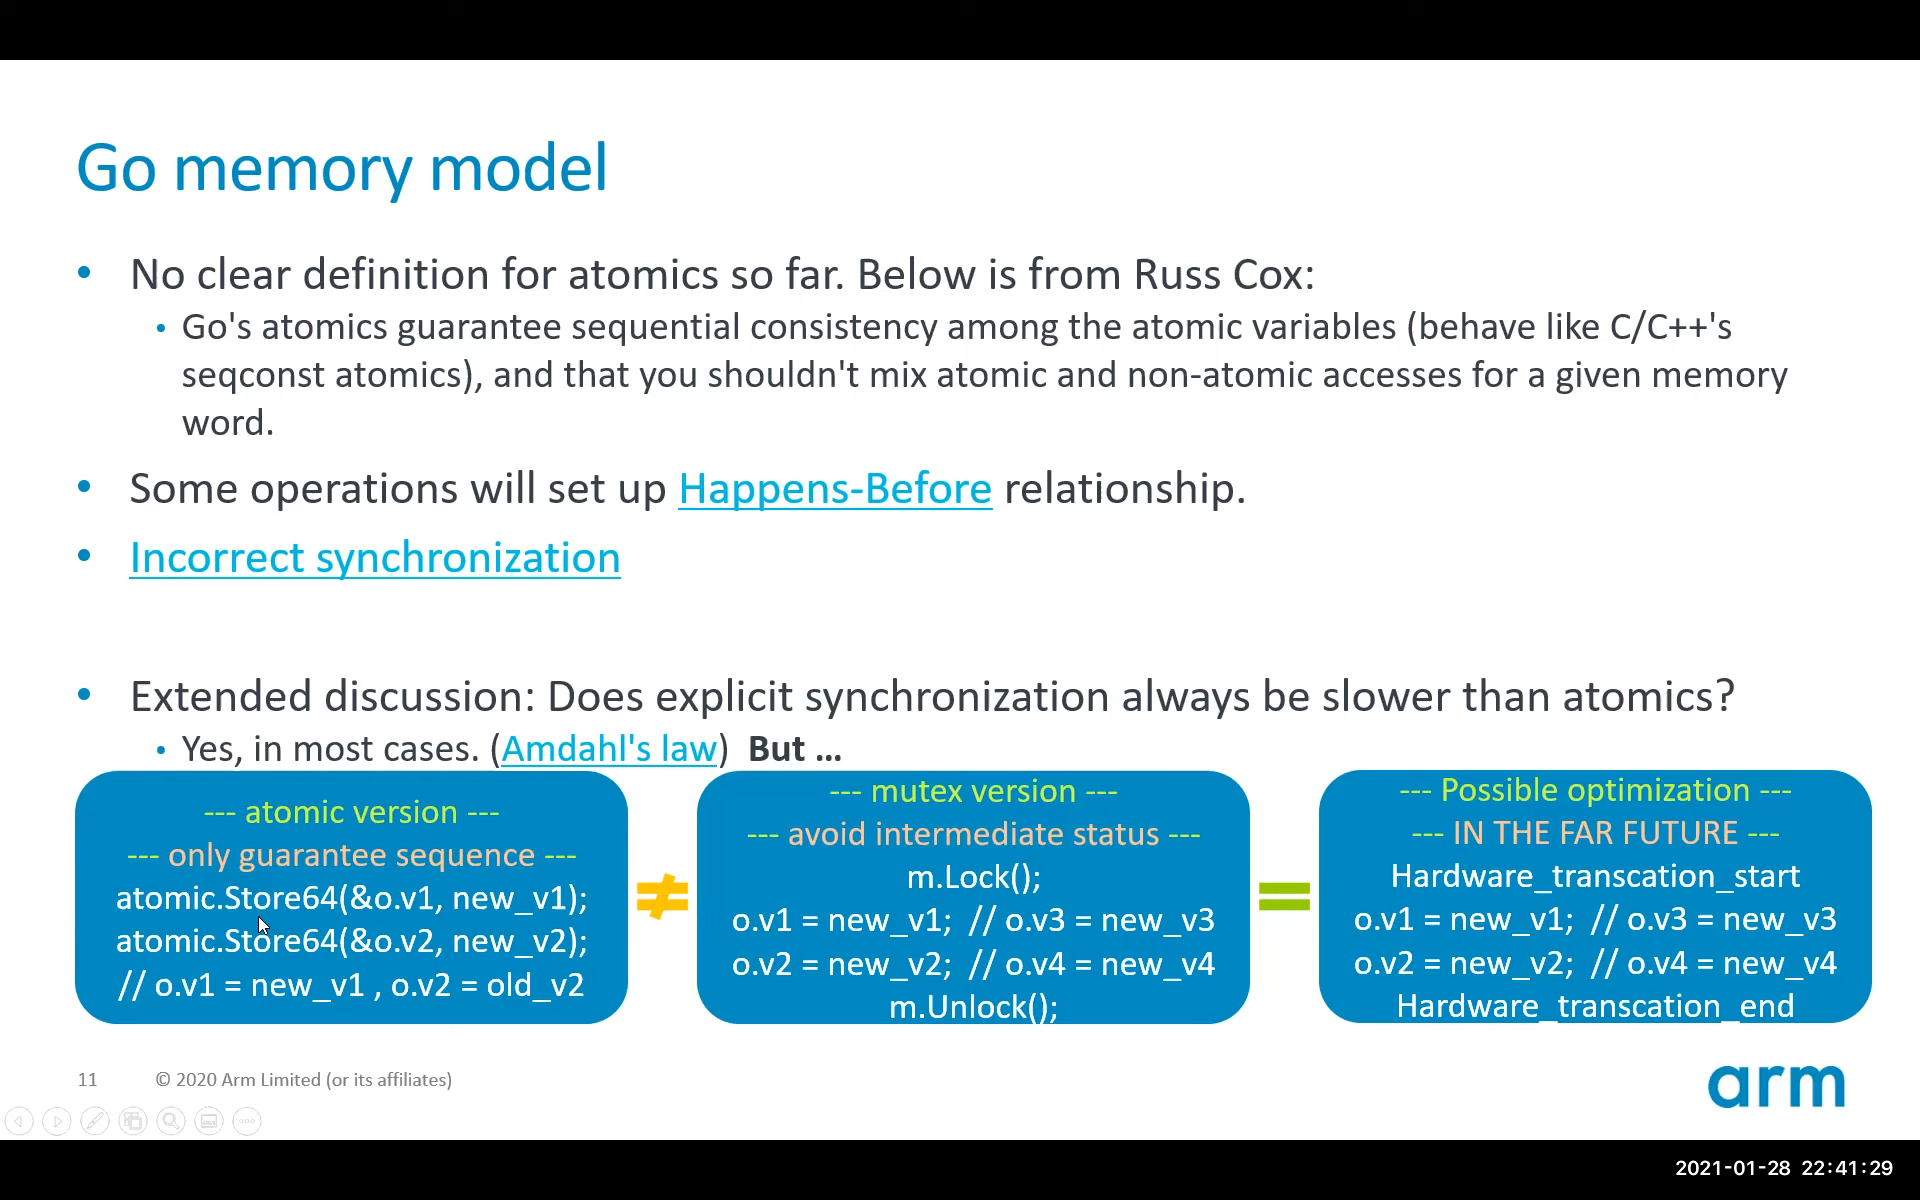 Go memory model
• No clear definition for atomics so far. Below is from Russ Cox:
• Go's atomics guarantee sequential consistency among the atomic variables (behave like C/C++'s
seqconst atomics), and that you shouldn't mix atomic and non-atomic accesses for a given memory
word.
• Some operations will set up Happens-Before relationship.
• Incorrect synchronization
• Extended discussion: Does explicit synchronization always be slower than atomics?
• Yes, in most cases. (Amdahl's law) But ...
--- atomic version ---
--- only guarantee sequence ---
atomic.Store64(&o.v1, new_v1);
atomic.Store64(&o.v2, new_v2);
// o.v1 = new_v1 , o.v2 = old_v2
≠
--- mutex version ---
--- avoid intermediate status ---
m.Lock();
o.v1 = new_v1; // o.v3 = new_v3
o.v2 = new_v2; // o.v4 = new_v4
m.Unlock();
=
--- Possible optimization ---
--- IN THE FAR FUTURE ---
Hardware_transcation_start
o.v1 = new_v1; // o.v3 = new_v3
o.v2 = new_v2; // o.v4 = new_v4
Hardware_transcation_end
11 © 2020 Arm Limited (or its affiliates)
arm
2021-01-28 22:41:29